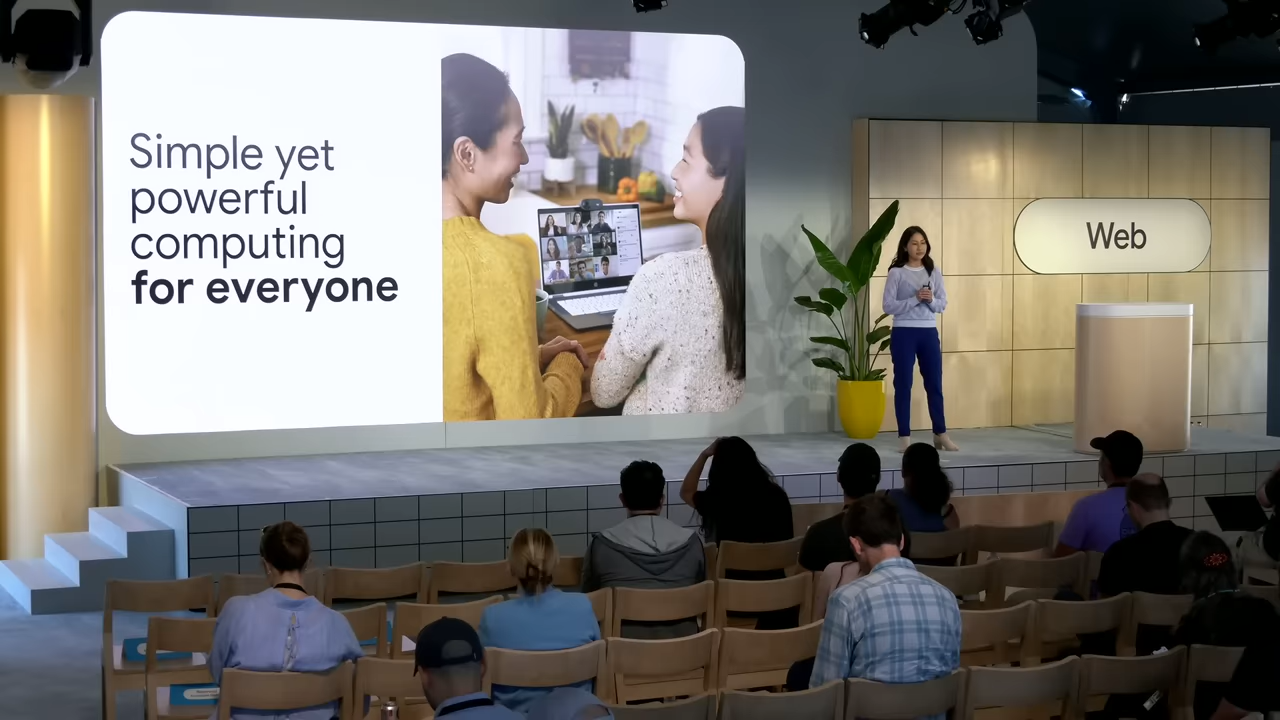 Simple yet
powerful
computing
for everyone
Web